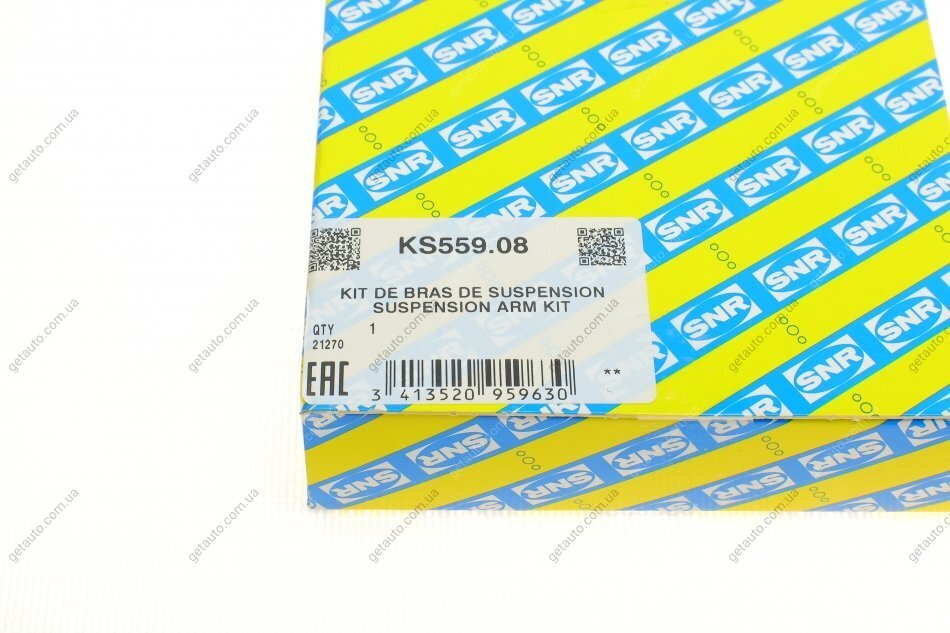 SNR
KS559.08
KIT DE BRAS DE SUSPENSION
SUSPENSION ARM KIT
QTY 1
21270
EAC
3 413520 959630 **
getauto.com.ua